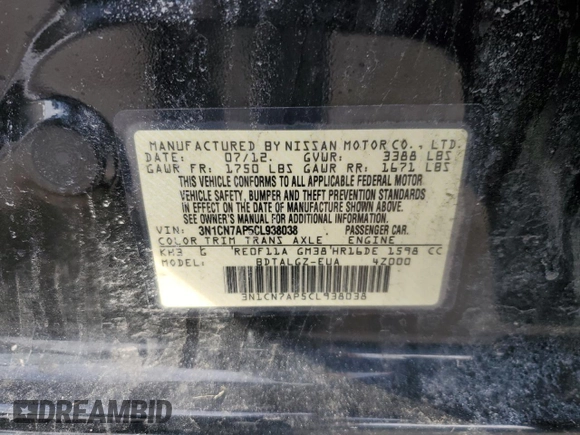 MANUFACTURED BY NISSAN MOTOR CO., LTD.
DATE: 07/12. GVWR: 3388 LBS
GAWR FR: 1750 LBS GAWR RR: 1671 LBS
THIS VEHICLE CONFORMS TO ALL APPLICABLE FEDERAL MOTOR
VEHICLE SAFETY, BUMPER AND THEFT PREVENTION STANDARDS
IN EFFECT ON THE DATE OF MANUFACTURE SHOWN ABOVE.
SEE OWNER'S MANUAL FOR ADDITIONAL INFORMATION.
VIN: 3N1CN7AP5CL938038 PASSENGER CAR.
COLOR TRIM TRANS AXLE ENGINE
KH3 G RE0F11A GM38 HR16DE 1598 CC
MODEL: BDTALGZ-EUA 4Z000
3N1CN7AP5CL938038
DREAMBID